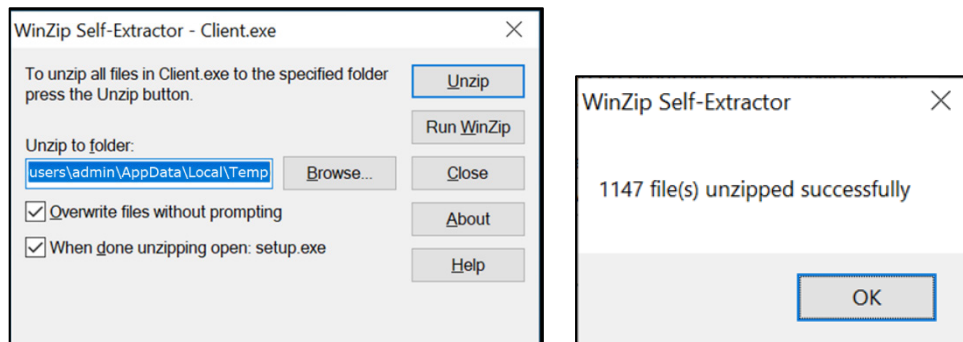 WinZip Self-Extractor - Client.exe
To unzip all files in Client.exe to the specified folder
press the Unzip button.
Unzip to folder:
users\admin\AppData\Local\Temp
Browse...
Overwrite files without prompting
When done unzipping open: setup.exe
Unzip
Run WinZip
Close
About
Help
WinZip Self-Extractor
1147 file(s) unzipped successfully
OK